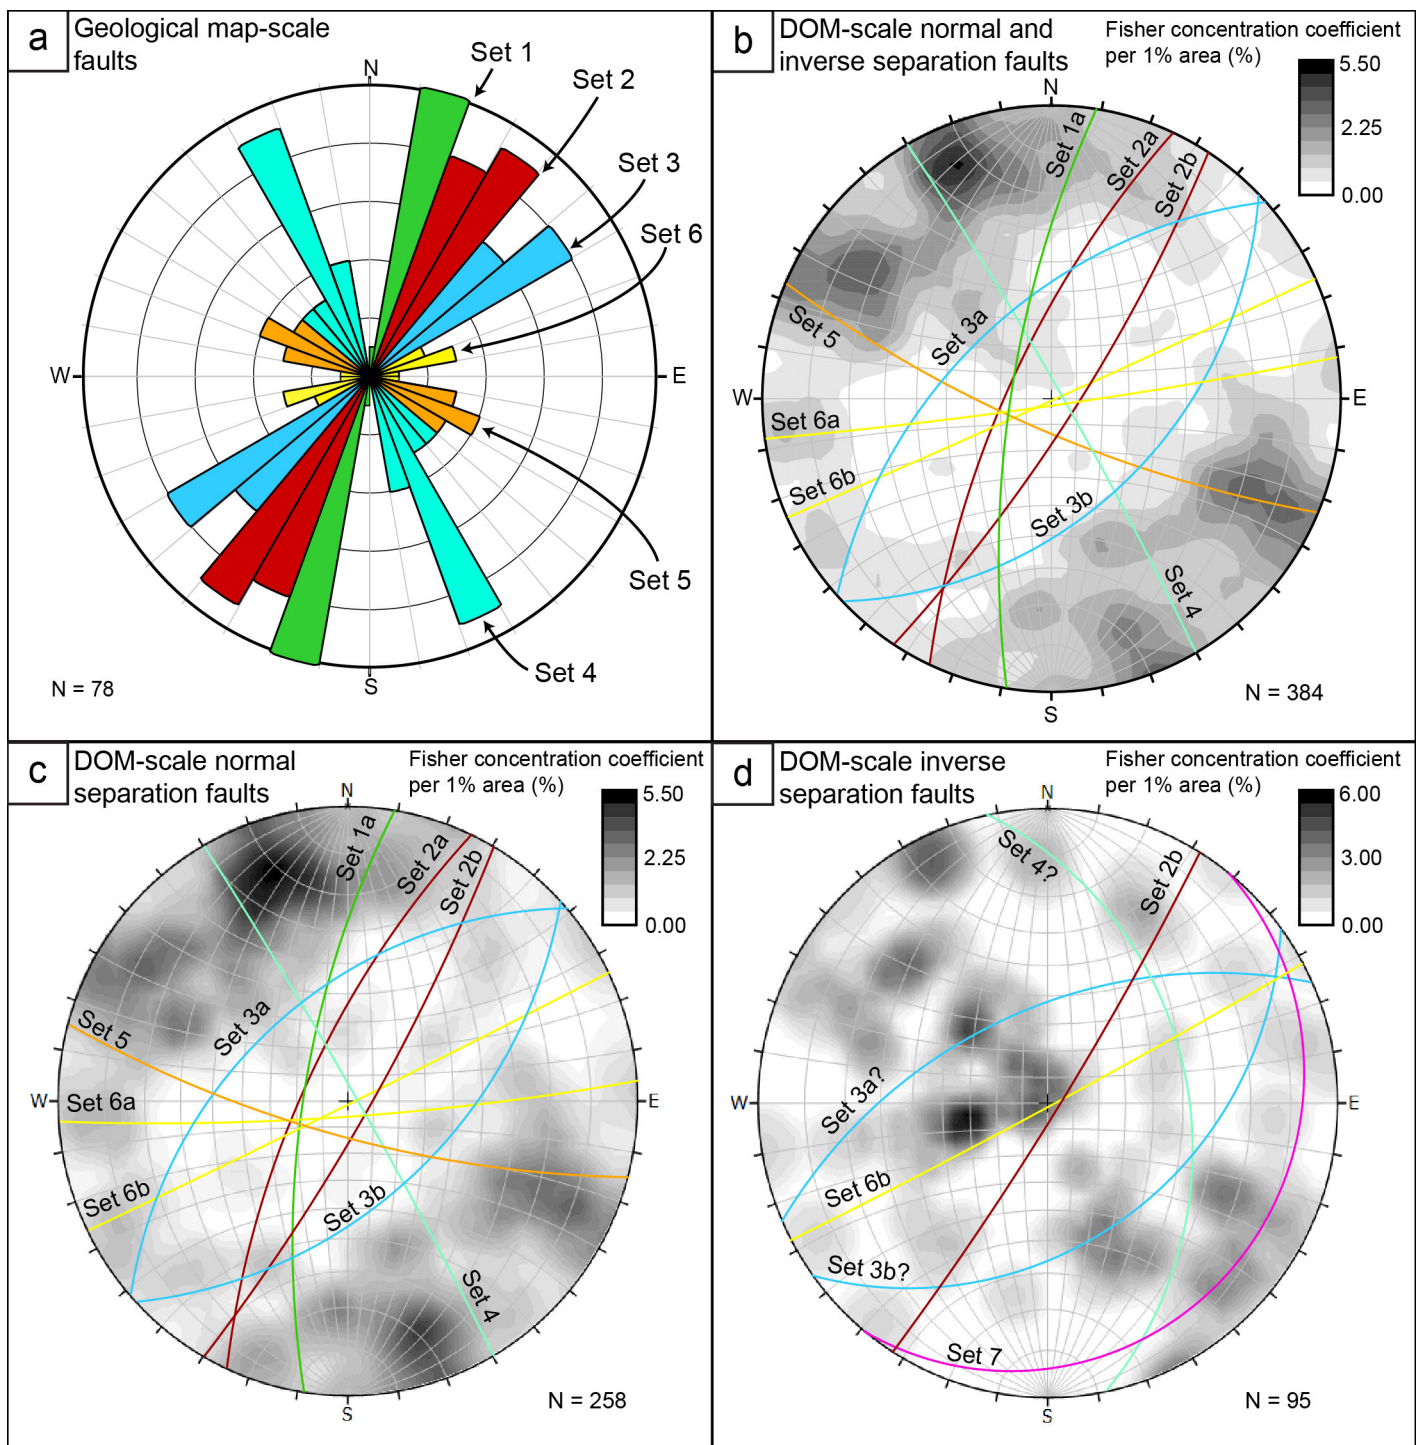 a
Geological map-scale
faults
N
Set 1
Set 2
Set 3
Set 6
W
E
Set 5
Set 4
S
N = 78
b
DOM-scale normal and
inverse separation faults
Fisher concentration coefficient
per 1% area (%)
5.50
2.25
0.00
N
Set 1a
Set 2a
Set 2b
Set 5
Set 3a
W
E
Set 6a
Set 6b
Set 3b
Set 4
S
N = 384
c
DOM-scale normal
separation faults
Fisher concentration coefficient
per 1% area (%)
5.50
2.25
0.00
N
Set 1a
Set 2a
Set 2b
Set 5
Set 3a
W
E
Set 6a
Set 6b
Set 3b
Set 4
S
N = 258
d
DOM-scale inverse
separation faults
Fisher concentration coefficient
per 1% area (%)
6.00
3.00
0.00
N
Set 4?
Set 2b
Set 3a?
W
E
Set 6b
Set 3b?
Set 7
S
N = 95